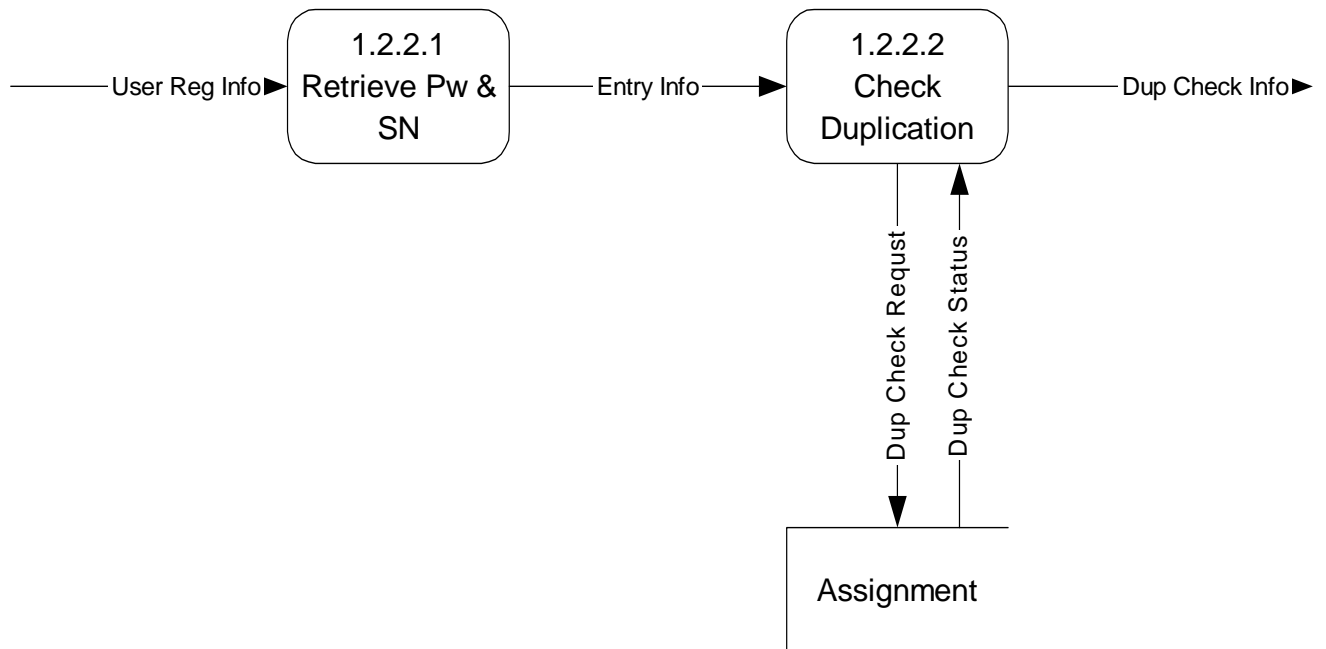 1.2.2.1
Retrieve Pw &
SN
1.2.2.2
Check
Duplication
User Reg Info
Entry Info
Dup Check Info
Dup Check Requst
Dup Check Status
Assignment